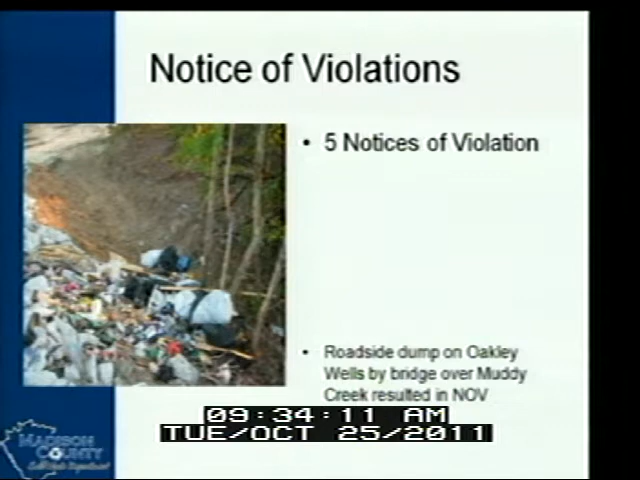 Notice of Violations
• 5 Notices of Violation
• Roadside dump on Oakley
Wells by bridge over Muddy
Creek resulted in NOV
09:34:11 AM
TUE/OCT 25/2011
MADISON
COUNTY